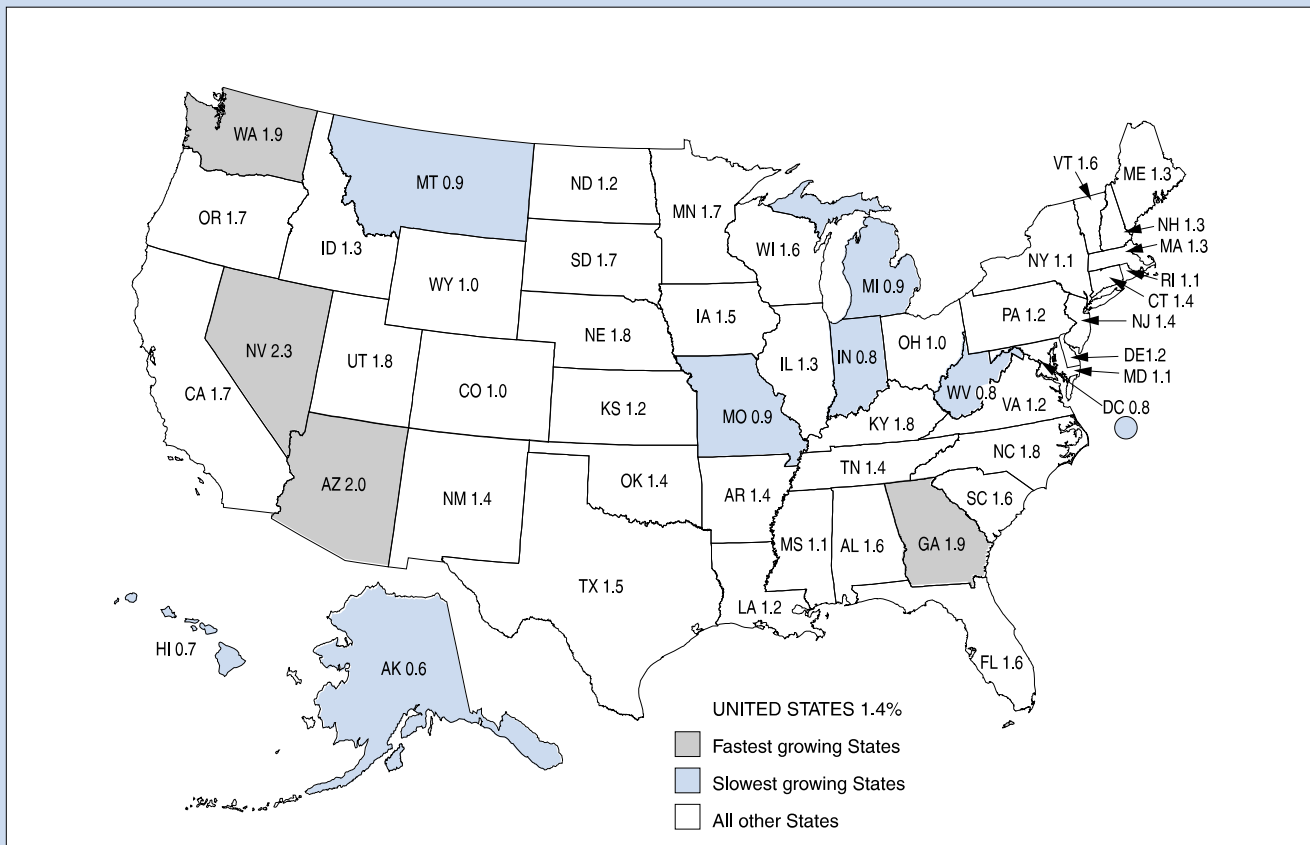 WA 1.9
MT 0.9
ND 1.2
MN 1.7
VT 1.6
ME 1.3
OR 1.7
ID 1.3
WY 1.0
SD 1.7
WI 1.6
MI 0.9
NY 1.1
NH 1.3
MA 1.3
RI 1.1
CT 1.4
NJ 1.4
DE1.2
MD 1.1
DC 0.8
PA 1.2
NV 2.3
UT 1.8
CO 1.0
NE 1.8
IA 1.5
IL 1.3
IN 0.8
OH 1.0
WV 0.8
VA 1.2
CA 1.7
KS 1.2
MO 0.9
KY 1.8
NC 1.8
TN 1.4
SC 1.6
AZ 2.0
NM 1.4
OK 1.4
AR 1.4
MS 1.1
AL 1.6
GA 1.9
TX 1.5
LA 1.2
FL 1.6
HI 0.7
AK 0.6
UNITED STATES 1.4%
Fastest growing States
Slowest growing States
All other States